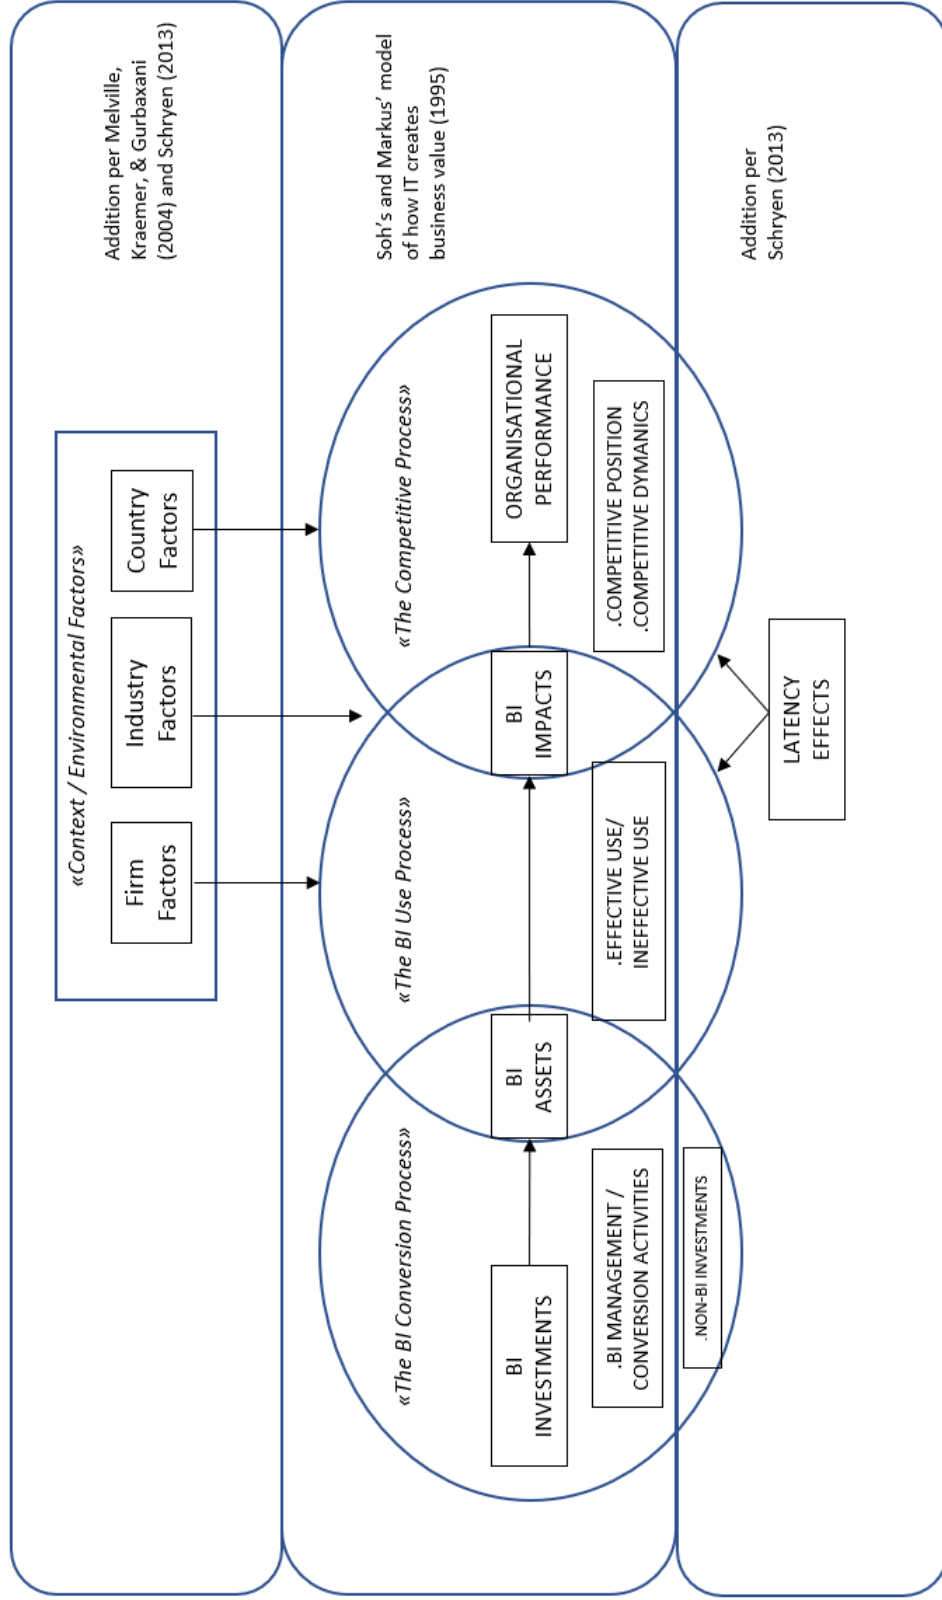 «Context / Environmental Factors»
Firm
Factors
Industry
Factors
Country
Factors
Addition per Melville,
Kraemer, & Gurbaxani
(2004) and Schryen (2013)
«The BI Conversion Process»
«The BI Use Process»
«The Competitive Process»
Soh's and Markus' model
of how IT creates
business value (1995)
BI
INVESTMENTS
BI
ASSETS
BI
IMPACTS
ORGANISATIONAL
PERFORMANCE
.BI MANAGEMENT /
CONVERSION ACTIVITIES
.EFFECTIVE USE/
INEFFECTIVE USE
.COMPETITIVE POSITION
.COMPETITIVE DYMANICS
.NON-BI INVESTMENTS
LATENCY
EFFECTS
Addition per
Schryen (2013)